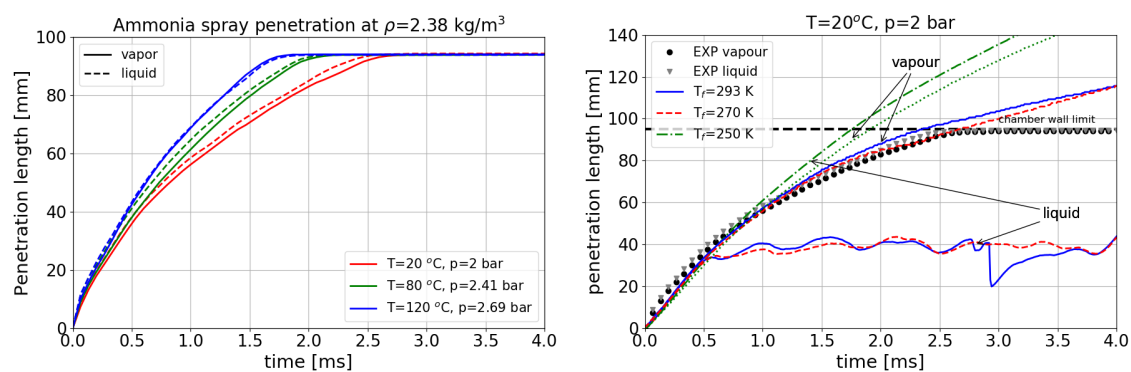 Ammonia spray penetration at ρ=2.38 kg/m³
Penetration length [mm]
100
80
60
40
20
0
vapor
liquid
T=20 °C, p=2 bar
T=80 °C, p=2.41 bar
T=120 °C, p=2.69 bar
0.0 0.5 1.0 1.5 2.0 2.5 3.0 3.5 4.0
time [ms]
T=20°C, p=2 bar
penetration length [mm]
140
120
100
80
60
40
20
0
EXP vapour
EXP liquid
T_f=293 K
T_f=270 K
T_f=250 K
vapour
chamber wall limit
liquid
0.0 0.5 1.0 1.5 2.0 2.5 3.0 3.5 4.0
time [ms]